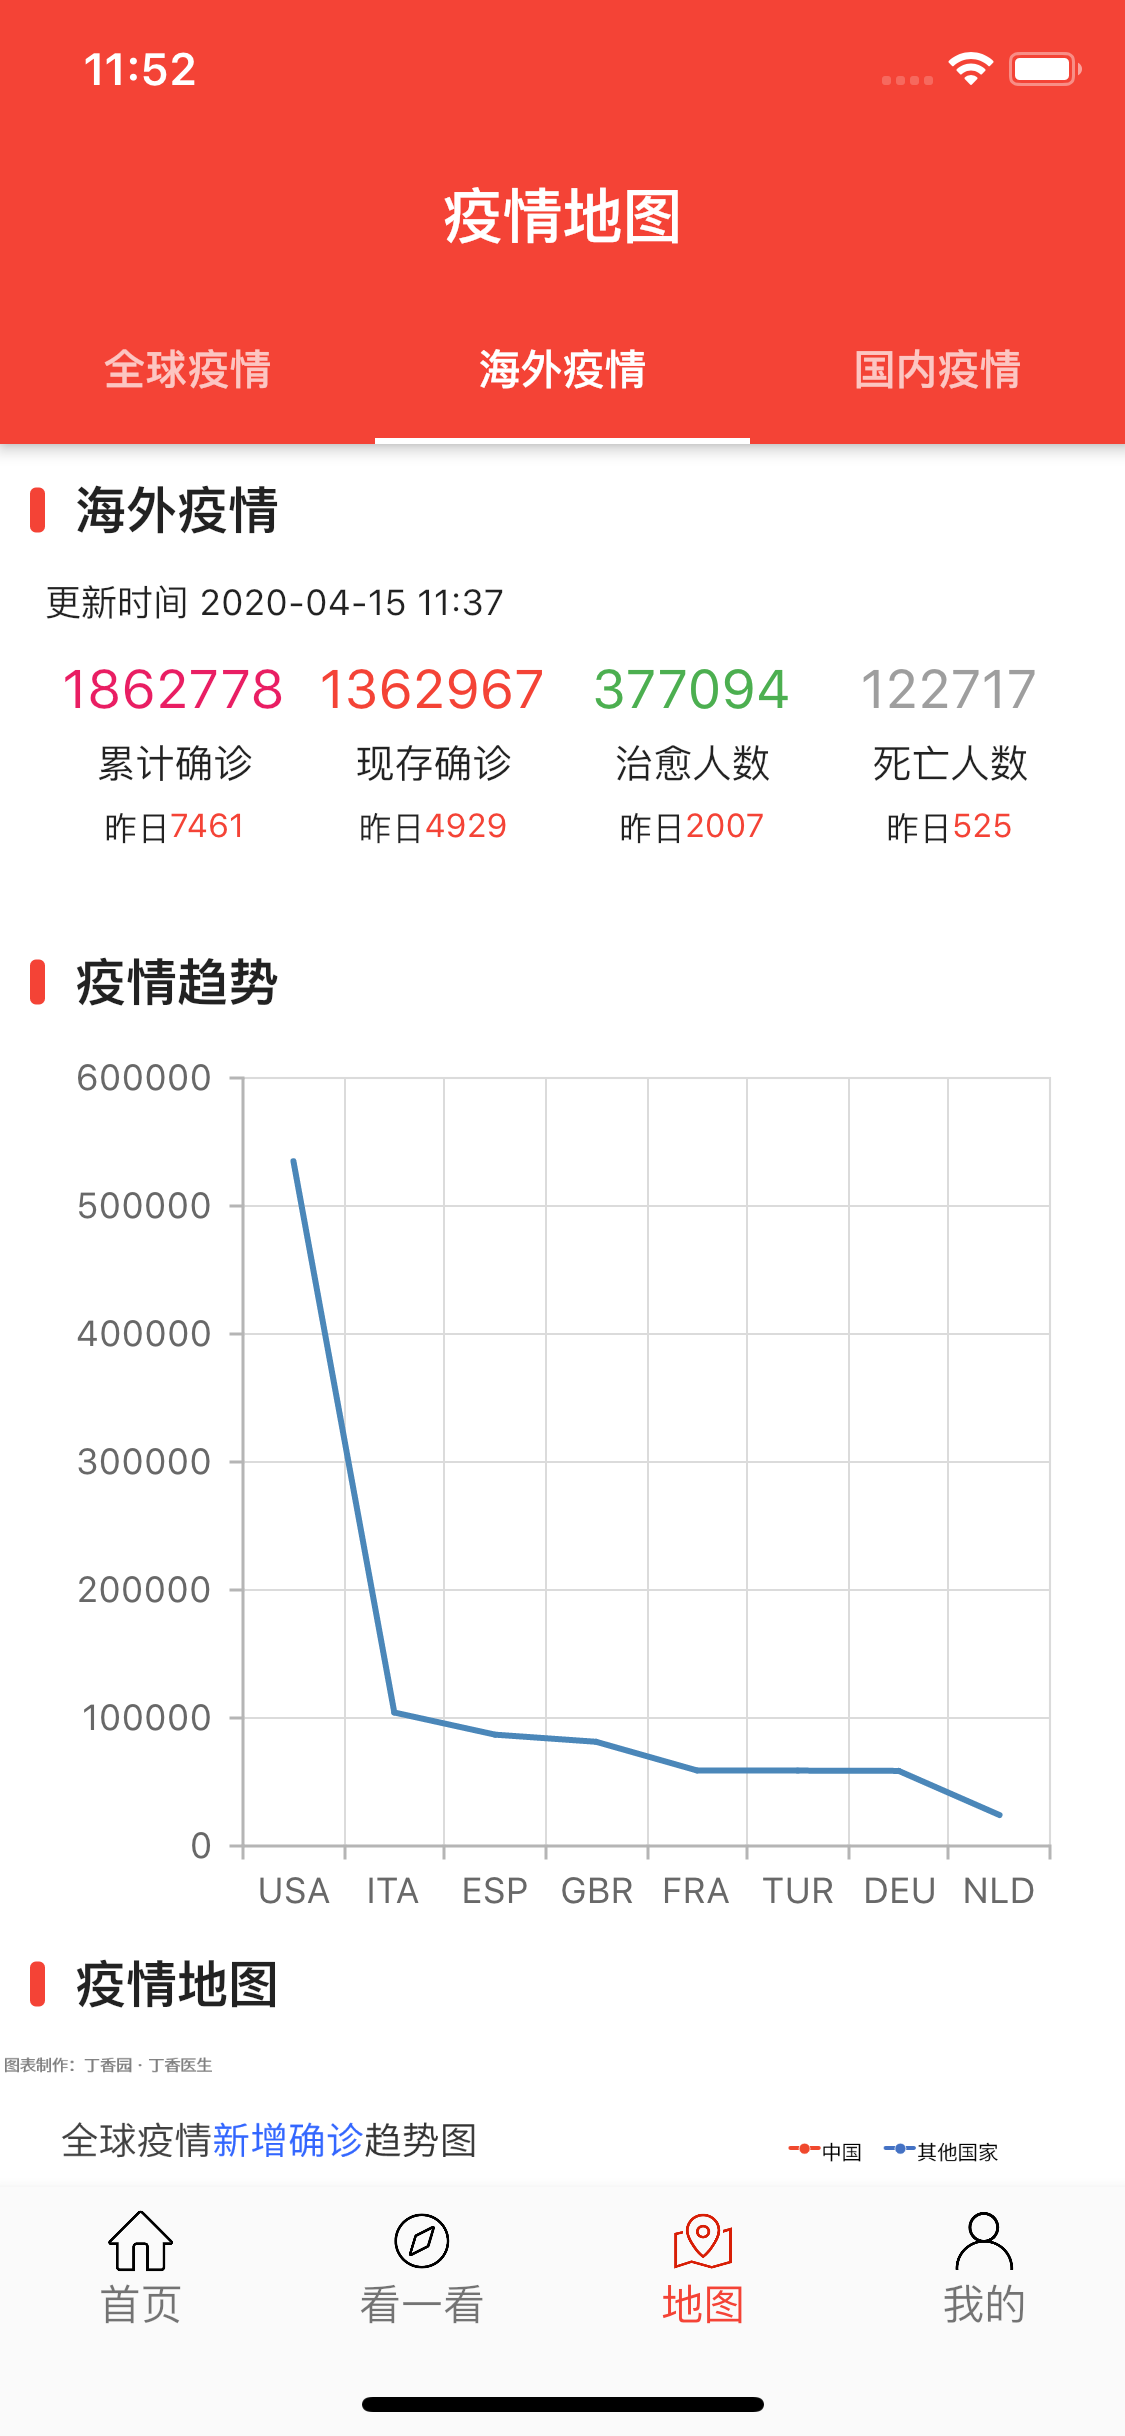 11:52
疫情地图
全球疫情 海外疫情 国内疫情
海外疫情
更新时间 2020-04-15 11:37
1862778 1362967 377094 122717
累计确诊 现存确诊 治愈人数 死亡人数
昨日7461 昨日4929 昨日2007 昨日525
疫情趋势
600000
500000
400000
300000
200000
100000
0
USA ITA ESP GBR FRA TUR DEU NLD
疫情地图
图表制作：丁香园·丁香医生
全球疫情新增确诊趋势图
中国 其他国家
首页 看一看 地图 我的